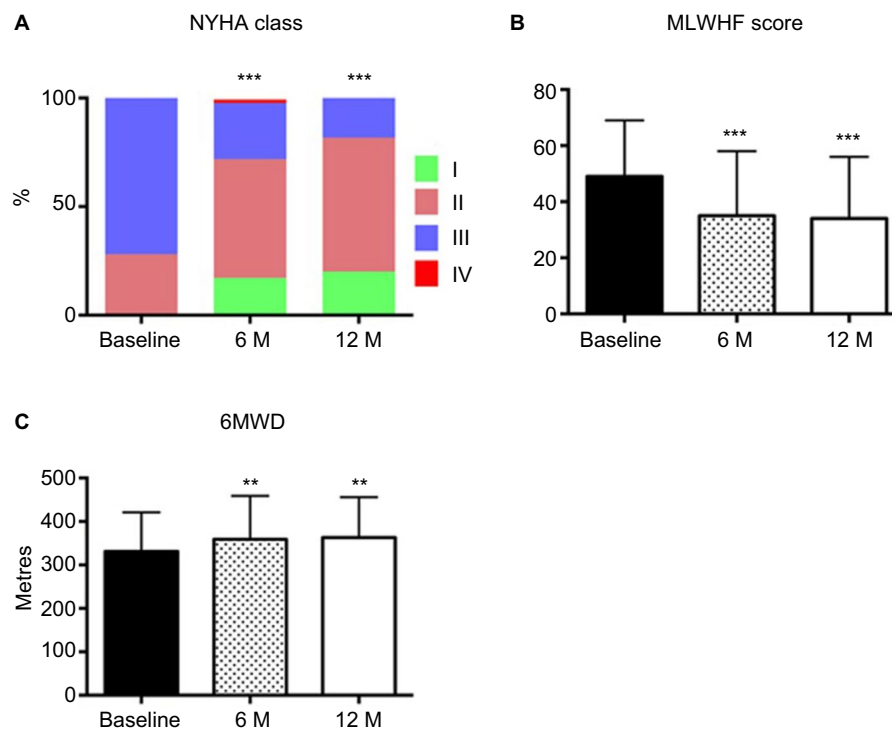 A
NYHA class
***
***
100
50
0
%
Baseline
6 M
12 M
I
II
III
IV
B
MLWHF score
***
***
80
60
40
20
0
Baseline
6 M
12 M
C
6MWD
**
**
500
400
300
200
100
0
Metres
Baseline
6 M
12 M